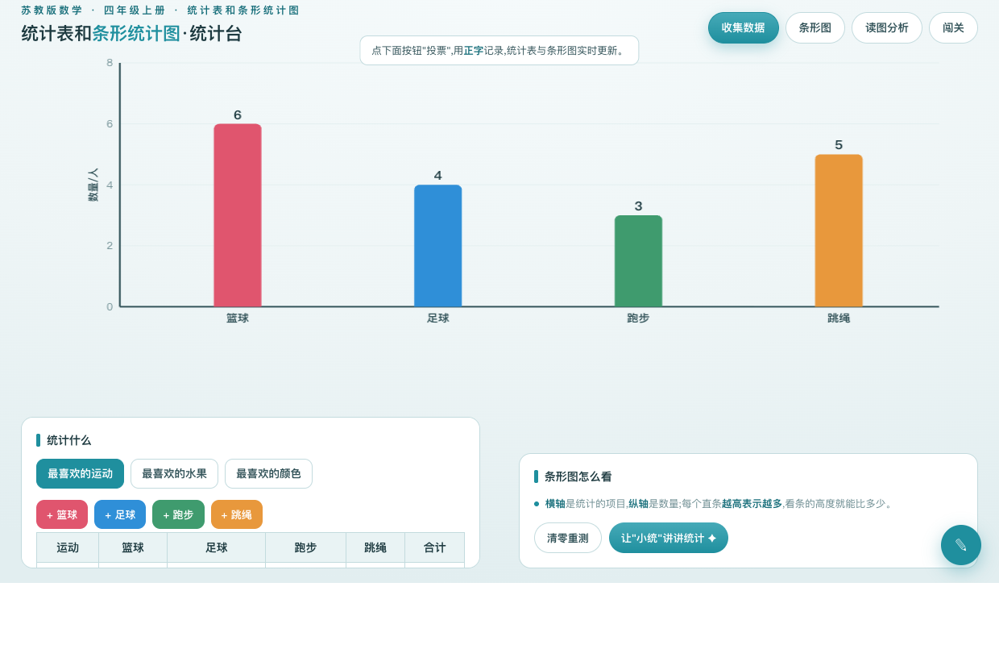 苏教版数学 · 四年级上册 · 统计表和条形统计图
统计表和条形统计图·统计台
收集数据 条形图 读图分析 闯关
点下面按钮"投票",用正字记录,统计表与条形图实时更新。
8
6
4
2
0
数量/人
6
4
3
5
篮球 足球 跑步 跳绳
统计什么
最喜欢的运动 最喜欢的水果 最喜欢的颜色
+ 篮球 + 足球 + 跑步 + 跳绳
运动 篮球 足球 跑步 跳绳 合计
条形图怎么看
横轴是统计的项目,纵轴是数量;每个直条越高表示越多,看条的高度就能比多少。
清零重测 让"小统"讲讲统计 ✦